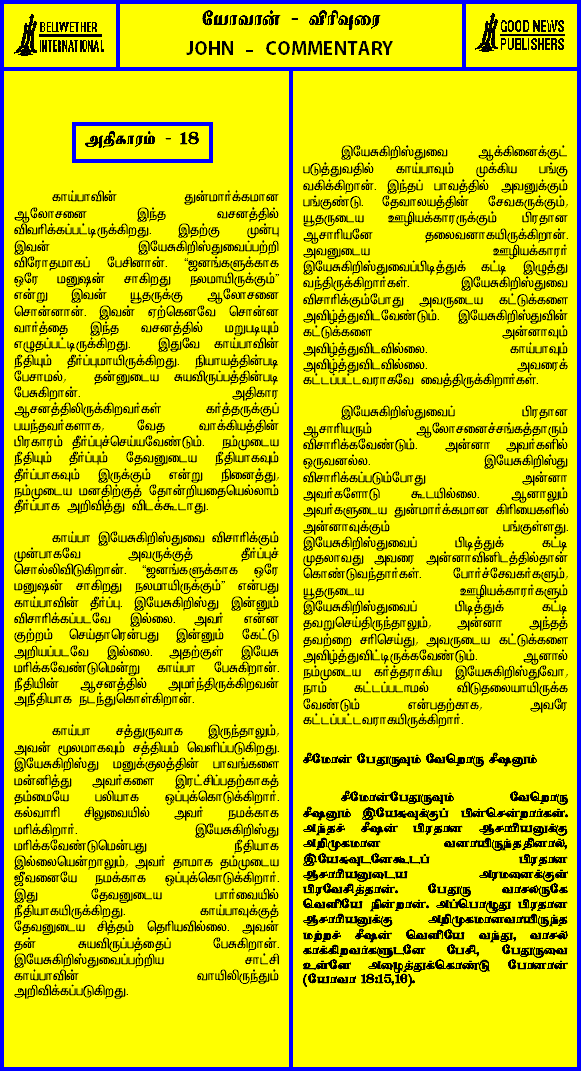 BELLWETHER
INTERNATIONAL
யோவான் - விரிவுரை
JOHN - COMMENTARY
GOOD NEWS
PUBLISHERS
அதிகாரம் - 18
காய்பாவின் துன்மார்க்கமான
ஆலோசனை இந்த வசனத்தில்
விவரிக்கப்பட்டிருக்கிறது. இதற்கு முன்பு
இவன் இயேசுகிறிஸ்துவைப்பற்றி
விரோதமாகப் பேசினான். “ஜனங்களுக்காக
ஒரே மனுஷன் சாகிறது நலமாயிருக்கும்”
என்று இவன் யூதருக்கு ஆலோசனை
சொன்னான். இவன் ஏற்கெனவே சொன்ன
வார்த்தை இந்த வசனத்தில் மறுபடியும்
எழுதப்பட்டிருக்கிறது. இதுவே காய்பாவின்
நீதியும் தீர்ப்புமாயிருக்கிறது. நியாயத்தின்படி
பேசாமல், தன்னுடைய சுயவிருப்பத்தின்படி
பேசுகிறான். அதிகார
ஆசனத்திலிருக்கிறவர்கள் கர்த்தருக்குப்
பயந்தவர்களாக, வேத வாக்கியத்தின்
பிரகாரம் தீர்ப்புச்செய்யவேண்டும். நம்முடைய
நீதியும் தீர்ப்பும் தேவனுடைய நீதியாகவும்
தீர்ப்பாகவும் இருக்கும் என்று நினைத்து,
நம்முடைய மனதிற்குத் தோன்றியதையெல்லாம்
தீர்ப்பாக அறிவித்து விடக்கூடாது.
காய்பா இயேசுகிறிஸ்துவை விசாரிக்கும்
முன்பாகவே அவருக்குத் தீர்ப்புச்
சொல்லிவிடுகிறான். “ஜனங்களுக்காக ஒரே
மனுஷன் சாகிறது நலமாயிருக்கும்” என்பது
காய்பாவின் தீர்ப்பு. இயேசுகிறிஸ்து இன்னும்
விசாரிக்கப்படவே இல்லை. அவர் என்ன
குற்றம் செய்தாரென்பது இன்னும் கேட்டு
அறியப்படவே இல்லை. அதற்குள் இயேசு
மரிக்கவேண்டுமென்று காய்பா பேசுகிறான்.
நீதியின் ஆசனத்தில் அமர்ந்திருக்கிறவன்
அநீதியாக நடந்துகொள்கிறான்.
காய்பா சத்துருவாக இருந்தாலும்,
அவன் மூலமாகவும் சத்தியம் வெளிப்படுகிறது.
இயேசுகிறிஸ்து மனுக்குலத்தின் பாவங்களை
மன்னித்து அவர்களை இரட்சிப்பதற்காகத்
தம்மையே பலியாக ஒப்புக்கொடுக்கிறார்.
கல்வாரி சிலுவையில் அவர் நமக்காக
மரிக்கிறார். இயேசுகிறிஸ்து
மரிக்கவேண்டுமென்பது நீதியாக
இல்லையென்றாலும், அவர் தாமாக தம்முடைய
ஜீவனையே நமக்காக ஒப்புக்கொடுக்கிறார்.
இது தேவனுடைய பார்வையில்
நீதியாகயிருக்கிறது. காய்பாவுக்குத்
தேவனுடைய சித்தம் தெரியவில்லை. அவன்
தன் சுயவிருப்பத்தைப் பேசுகிறான்.
இயேசுகிறிஸ்துவைப்பற்றிய சாட்சி
காய்பாவின் வாயிலிருந்தும்
அறிவிக்கப்படுகிறது.
இயேசுகிறிஸ்துவை ஆக்கினைக்குட்
படுத்துவதில் காய்பாவும் முக்கிய பங்கு
வகிக்கிறான். இந்தப் பாவத்தில் அவனுக்கும்
பங்குண்டு. தேவாலயத்தின் சேவகருக்கும்,
யூதருடைய ஊழியக்காரருக்கும் பிரதான
ஆசாரியனே தலைவனாகயிருக்கிறான்.
அவனுடைய ஊழியக்காரர்
இயேசுகிறிஸ்துவைப்பிடித்துக் கட்டி இழுத்து
வந்திருக்கிறார்கள். இயேசுகிறிஸ்துவை
விசாரிக்கும்போது அவருடைய கட்டுக்களை
அவிழ்த்துவிடவேண்டும். இயேசுகிறிஸ்துவின்
கட்டுக்களை அன்னாவும்
அவிழ்த்துவிடவில்லை. காய்பாவும்
அவிழ்த்துவிடவில்லை. அவரைக்
கட்டப்பட்டவராகவே வைத்திருக்கிறார்கள்.
இயேசுகிறிஸ்துவைப் பிரதான
ஆசாரியரும் ஆலோசனைச்சங்கத்தாரும்
விசாரிக்கவேண்டும். அன்னா அவர்களில்
ஒருவனல்ல. இயேசுகிறிஸ்து
விசாரிக்கப்படும்போது அன்னா
அவர்களோடு கூடயில்லை. ஆனாலும்
அவர்களுடைய துன்மார்க்கமான கிரியைகளில்
அன்னாவுக்கும் பங்குள்ளது.
இயேசுகிறிஸ்துவைப் பிடித்துக் கட்டி
முதலாவது அவரை அன்னாவினிடத்தில்தான்
கொண்டுவந்தார்கள். போர்ச்சேவகர்களும்,
யூதருடைய ஊழியக்காரர்களும்
இயேசுகிறிஸ்துவைப் பிடித்துக் கட்டி
தவறுசெய்திருந்தாலும், அன்னா அந்தத்
தவற்றை சரிசெய்து, அவருடைய கட்டுக்களை
அவிழ்த்துவிட்டிருக்கவேண்டும். ஆனால்
நம்முடைய கர்த்தராகிய இயேசுகிறிஸ்துவோ,
நாம் கட்டப்படாமல் விடுதலையாயிருக்க
வேண்டும் என்பதற்காக, அவரே
கட்டப்பட்டவராகயிருக்கிறார்.
சீமோன் பேதுருவும் வேறொரு சீஷனும்
சீமோன்பேதுருவும் வேறொரு
சீஷனும் இயேசுவுக்குப் பின்சென்றார்கள்.
அந்தச் சீஷன் பிரதான ஆசாரியனுக்கு
அறிமுகமான வனாயிருந்ததினால்,
இயேசுவுடனேகூடப் பிரதான
ஆசாரியனுடைய அரமனைக்குள்
பிரவேசித்தான். பேதுரு வாசலருகே
வெளியே நின்றான். அப்பொழுது பிரதான
ஆசாரியனுக்கு அறிமுகமானவாயிருந்த
மற்றச் சீஷன் வெளியே வந்து, வாசல்
காக்கிறவர்களுடனே பேசி, பேதுருவை
உள்ளே அழைத்துக்கொண்டு போனான்
(யோவா 18:15,16).